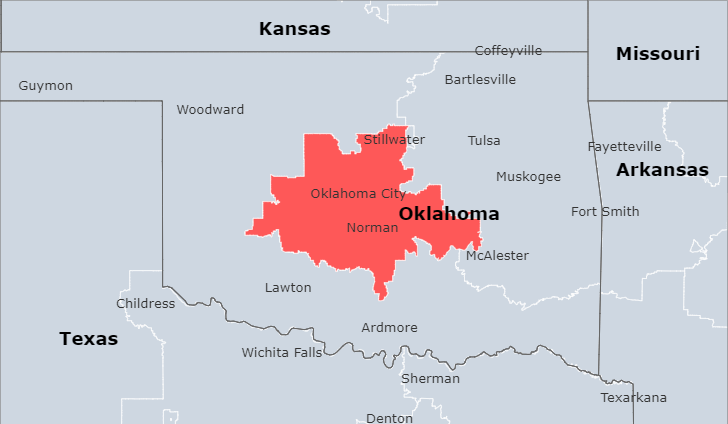 Kansas
Coffeyville
Missouri
Bartlesville
Guymon
Woodward
Stillwater
Tulsa
Fayetteville
Arkansas
Muskogee
Oklahoma City
Oklahoma
Fort Smith
Norman
McAlester
Lawton
Childress
Ardmore
Texas
Wichita Falls
Sherman
Texarkana
Denton